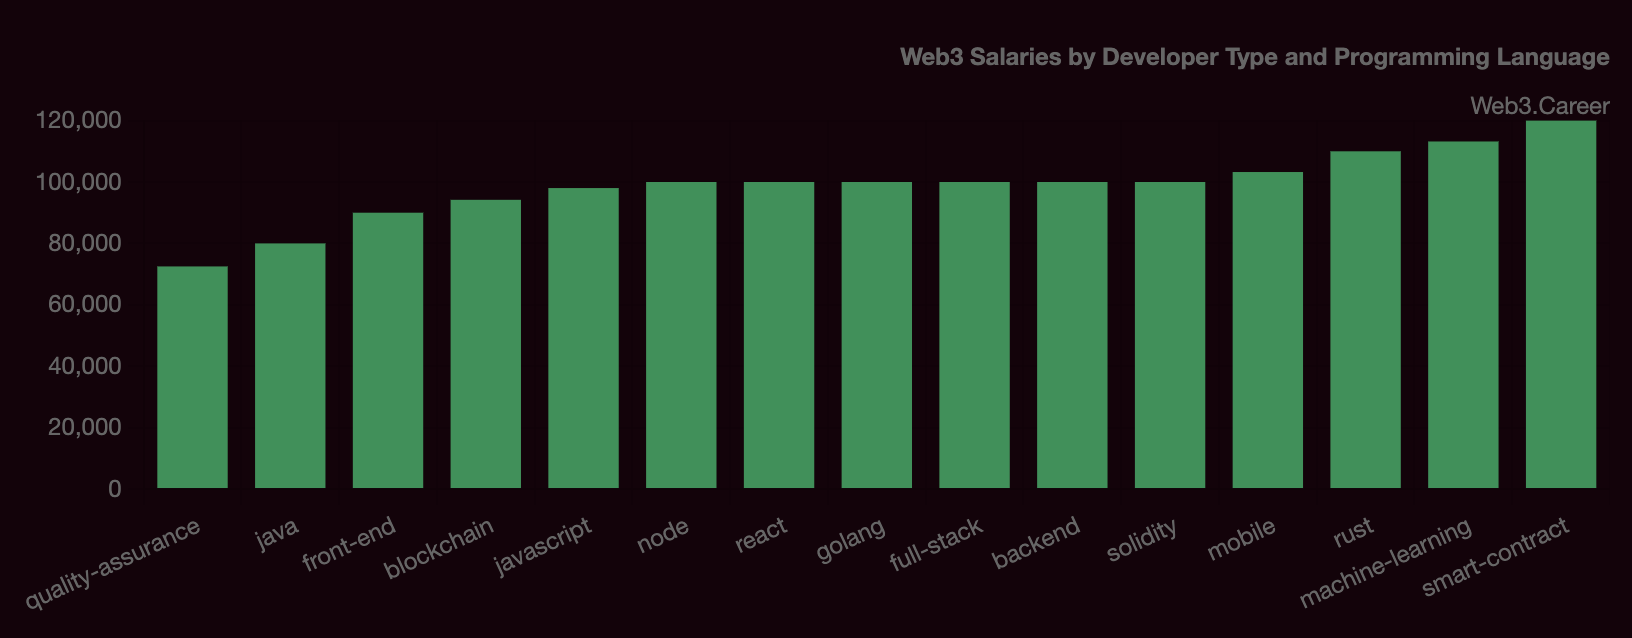 Web3 Salaries by Developer Type and Programming Language
Web3.Career
120,000
100,000
80,000
60,000
40,000
20,000
0
quality-assurance
java
front-end
blockchain
javascript
node
react
golang
full-stack
backend
solidity
mobile
rust
machine-learning
smart-contract